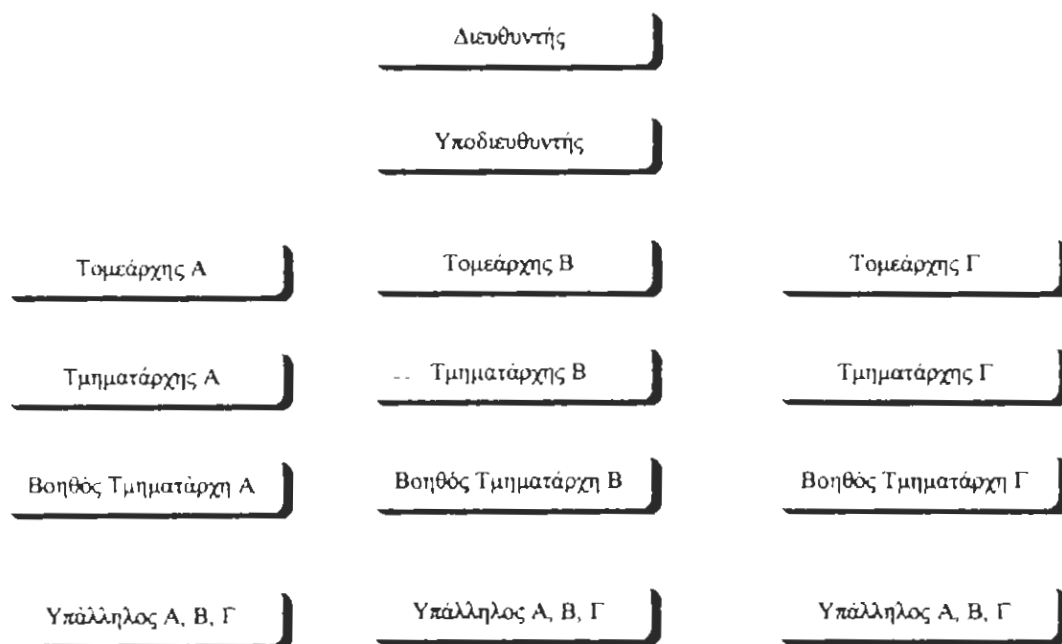 Διευθυντής
Υποδιευθυντής
Τομεάρχης Α
Τομεάρχης Β
Τομεάρχης Γ
Τμηματάρχης Α
Τμηματάρχης Β
Τμηματάρχης Γ
Βοηθός Τμηματάρχη Α
Βοηθός Τμηματάρχη Β
Βοηθός Τμηματάρχη Γ
Υπάλληλος Α, Β, Γ
Υπάλληλος Α, Β, Γ
Υπάλληλος Α, Β, Γ